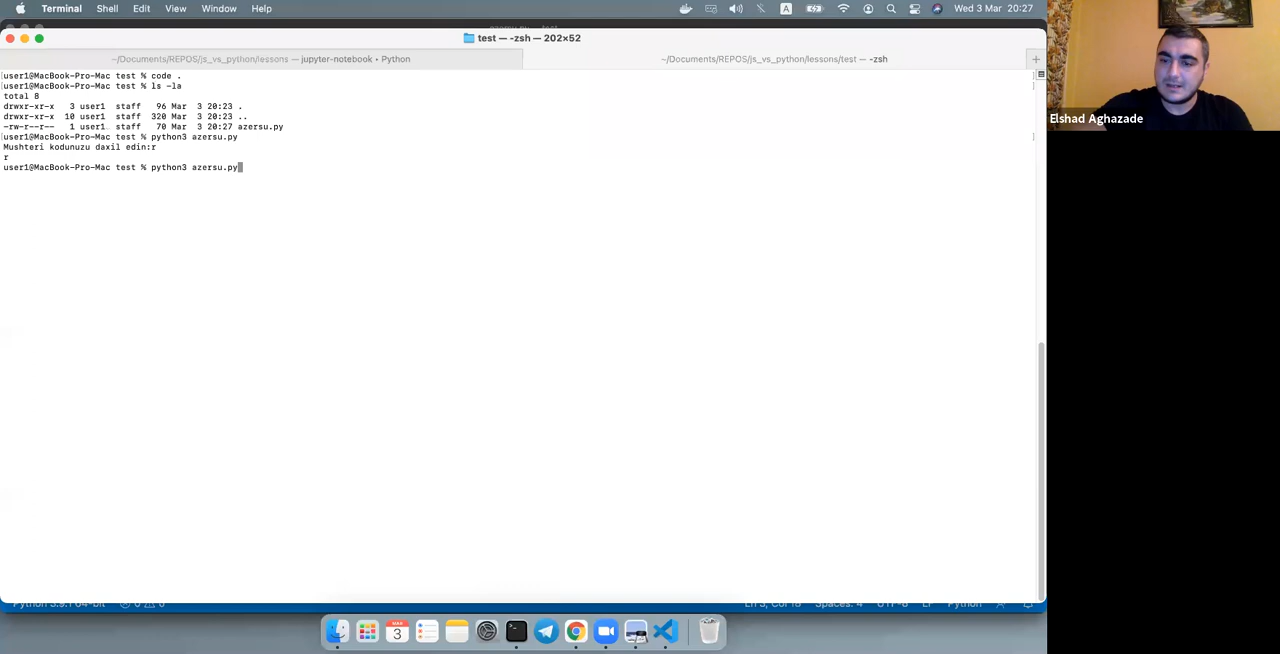 Terminal Shell Edit View Window Help
A
Wed 3 Mar 20:27
test — -zsh — 202×52
~/Documents/REPOS/js_vs_python/lessons — jupyter-notebook • Python
~/Documents/REPOS/js_vs_python/lessons/test — -zsh
user1@MacBook-Pro-Mac test % code .
user1@MacBook-Pro-Mac test % ls -la
total 8
drwxr-xr-x 3 user1 staff 96 Mar 3 20:23 .
drwxr-xr-x 10 user1 staff 320 Mar 3 20:23 ..
-rw-r--r-- 1 user1 staff 70 Mar 3 20:27 azersu.py
user1@MacBook-Pro-Mac test % python3 azersu.py
Mushteri kodunuzu daxil edin:r
r
user1@MacBook-Pro-Mac test % python3 azersu.py
Elshad Aghazade
MAR
3